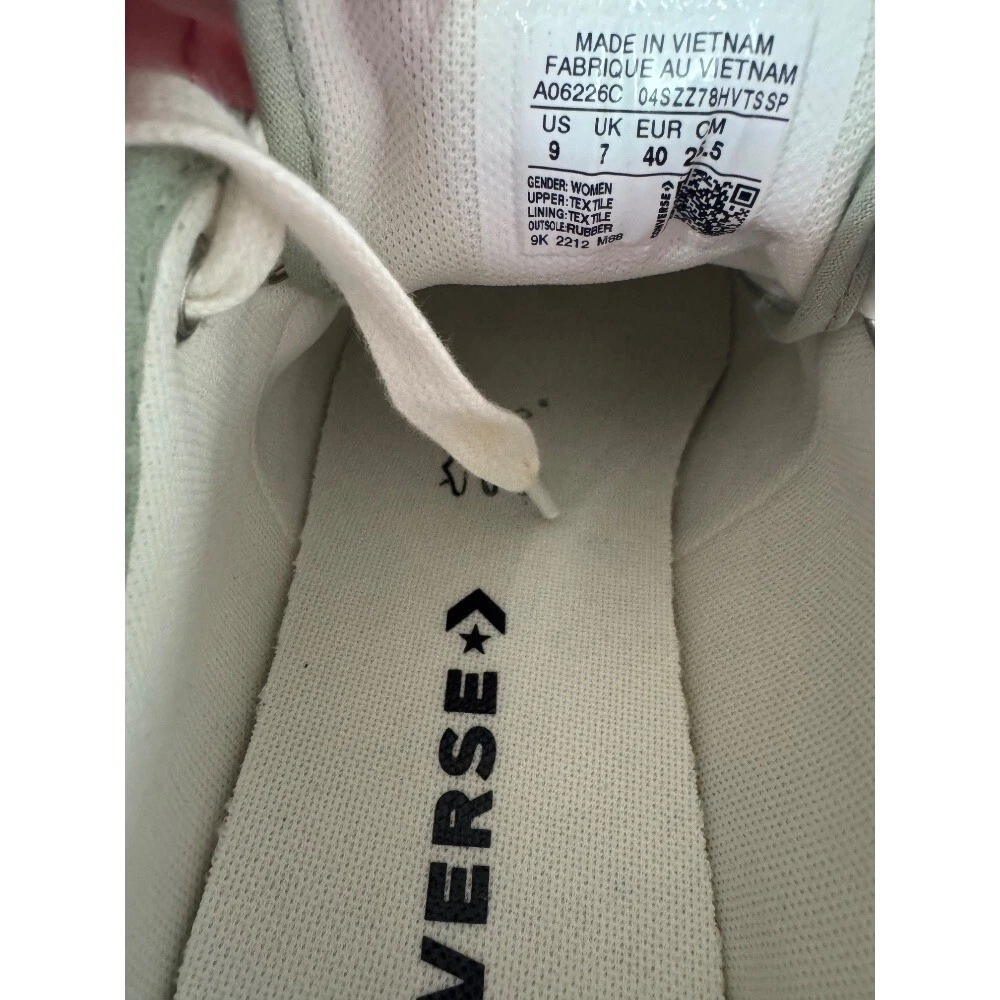 MADE IN VIETNAM
FABRIQUE AU VIETNAM
A06226C 04SZZ78HVTSSP
US UK EUR CM
9 7 40
GENDER: WOMEN
UPPER: TEXTILE
LINING: TEXTILE
OUTSOLE: RUBBER
9K 2212 M88
CONVERSE
VERSE